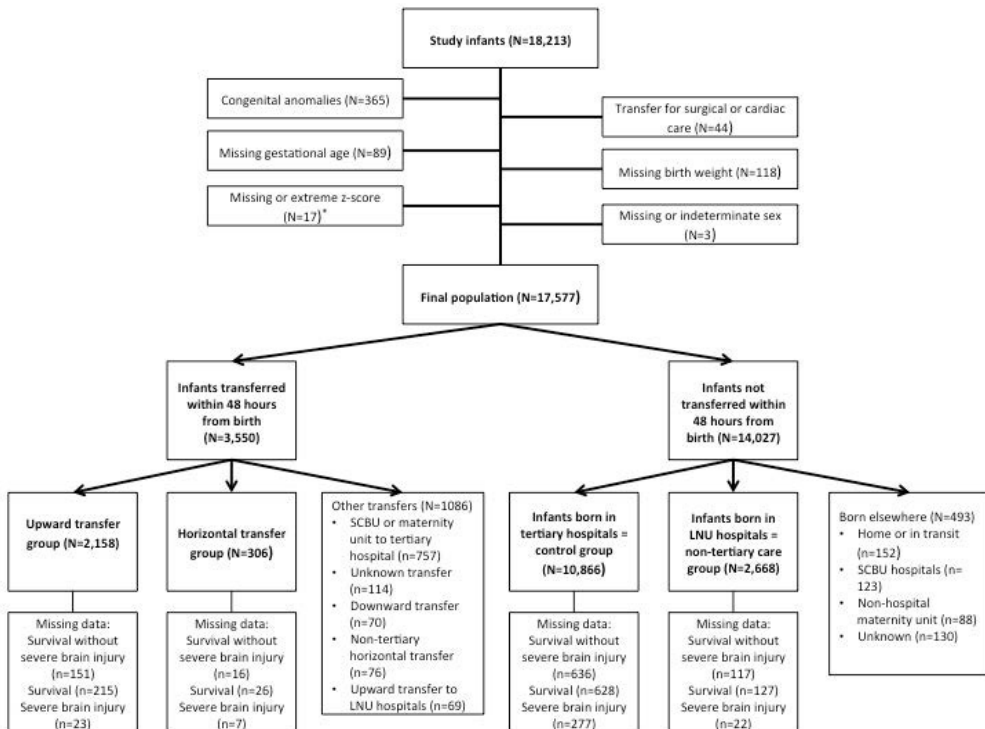 Study infants (N=18,213)
Congenital anomalies (N=365)
Transfer for surgical or cardiac
care (N=44)
Missing gestational age (N=89)
Missing birth weight (N=118)
Missing or extreme z-score
(N=17)*
Missing or indeterminate sex
(N=3)
Final population (N=17,577)
Infants transferred
within 48 hours
from birth
(N=3,550)
Infants not
transferred within
48 hours from
birth (N=14,027)
Upward transfer
group (N=2,158)
Horizontal transfer
group (N=306)
Other transfers (N=1086)
• SCBU or maternity
unit to tertiary
hospital (n=757)
• Unknown transfer
(n=114)
• Downward transfer
(n=70)
• Non-tertiary
horizontal transfer
(n=76)
• Upward transfer to
LNU hospitals (n=69)
Infants born in
tertiary hospitals =
control group
(N=10,866)
Infants born in
LNU hospitals =
non-tertiary care
group (N=2,668)
Born elsewhere (N=493)
• Home or in transit
(n=152)
• SCBU hospitals (n=
123)
• Non-hospital
maternity unit (n=88)
• Unknown (n=130)
Missing data:
Survival without
severe brain injury
(n=151)
Survival (n=215)
Severe brain injury
(n=23)
Missing data:
Survival without
severe brain injury
(n=16)
Survival (n=26)
Severe brain injury
(n=7)
Missing data:
Survival without
severe brain injury
(n=636)
Survival (n=628)
Severe brain injury
(n=277)
Missing data:
Survival without
severe brain injury
(n=117)
Survival (n=127)
Severe brain injury
(n=22)